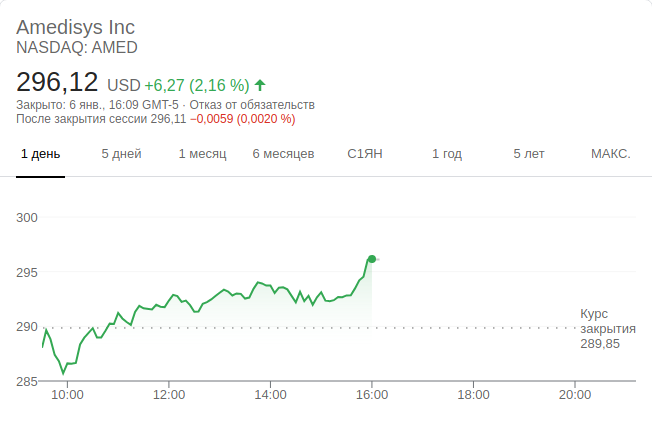 Amedisys Inc
NASDAQ: AMED
296,12 USD +6,27 (2,16 %)
Закрыто: 6 янв., 16:09 GMT-5 · Отказ от обязательств
После закрытия сессии 296,11 −0,0059 (0,0020 %)
1 день 5 дней 1 месяц 6 месяцев С1ЯН 1 год 5 лет МАКС.
300
295
290
285
Курс
закрытия
289,85
10:00 12:00 14:00 16:00 18:00 20:00